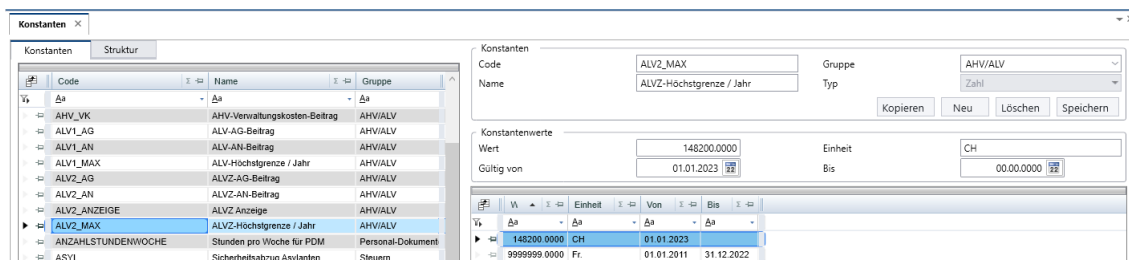 Konstanten
Konstanten Struktur
Code Name Gruppe
Aa Aa Aa
AHV_VK AHV-Verwaltungskosten-Beitrag AHV/ALV
ALV1_AG ALV-AG-Beitrag AHV/ALV
ALV1_AN ALV-AN-Beitrag AHV/ALV
ALV1_MAX ALV-Höchstgrenze / Jahr AHV/ALV
ALV2_AG ALVZ-AG-Beitrag AHV/ALV
ALV2_AN ALVZ-AN-Beitrag AHV/ALV
ALV2_ANZEIGE ALVZ Anzeige AHV/ALV
ALV2_MAX ALVZ-Höchstgrenze / Jahr AHV/ALV
ANZAHLSTUNDENWOCHE Stunden pro Woche für PDM Personal-Dokument
ASYL Sicherheitsabzug Asylanten Steuern
Konstanten
Code ALV2_MAX Gruppe AHV/ALV
Name ALVZ-Höchstgrenze / Jahr Typ Zahl
Kopieren Neu Löschen Speichern
Konstantenwerte
Wert 148200.0000 Einheit CH
Gültig von 01.01.2023 Bis 00.00.0000
Einheit Von Bis
Aa Aa Aa Aa
148200.0000 CH 01.01.2023
9999999.0000 Fr. 01.01.2011 31.12.2022